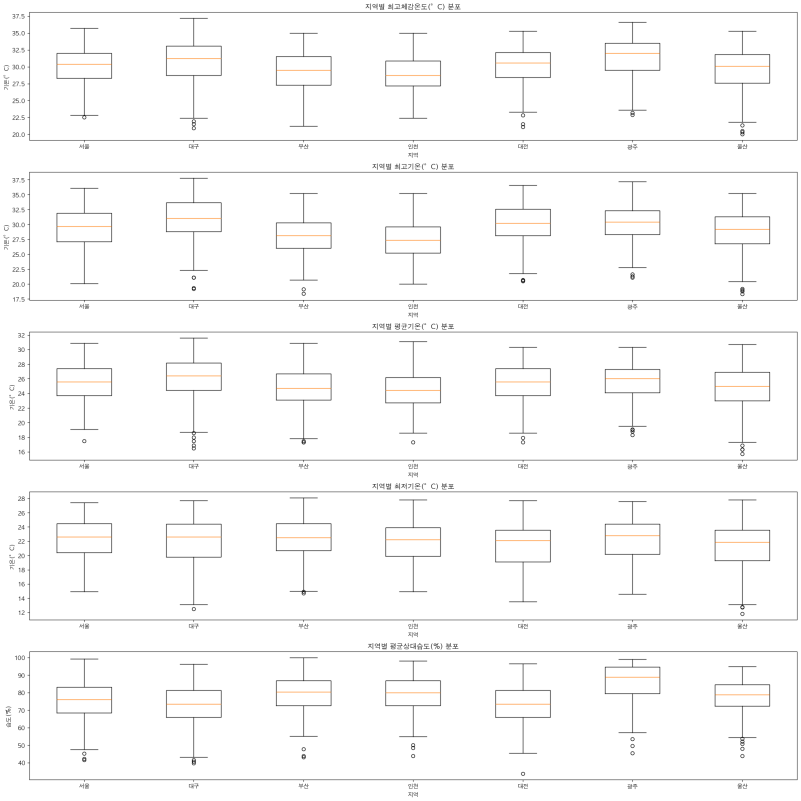 지역별 최고체감온도(°C) 분포
37.5
35.0
32.5
30.0
27.5
25.0
22.5
20.0
기온(°C)
서울 대구 부산 인천 대전 광주 울산
지역
지역별 최고기온(°C) 분포
37.5
35.0
32.5
30.0
27.5
25.0
22.5
20.0
17.5
기온(°C)
서울 대구 부산 인천 대전 광주 울산
지역
지역별 평균기온(°C) 분포
32
30
28
26
24
22
20
18
16
기온(°C)
서울 대구 부산 인천 대전 광주 울산
지역
지역별 최저기온(°C) 분포
28
26
24
22
20
18
16
14
12
기온(°C)
서울 대구 부산 인천 대전 광주 울산
지역
지역별 평균상대습도(%) 분포
100
90
80
70
60
50
40
습도(%)
서울 대구 부산 인천 대전 광주 울산
지역